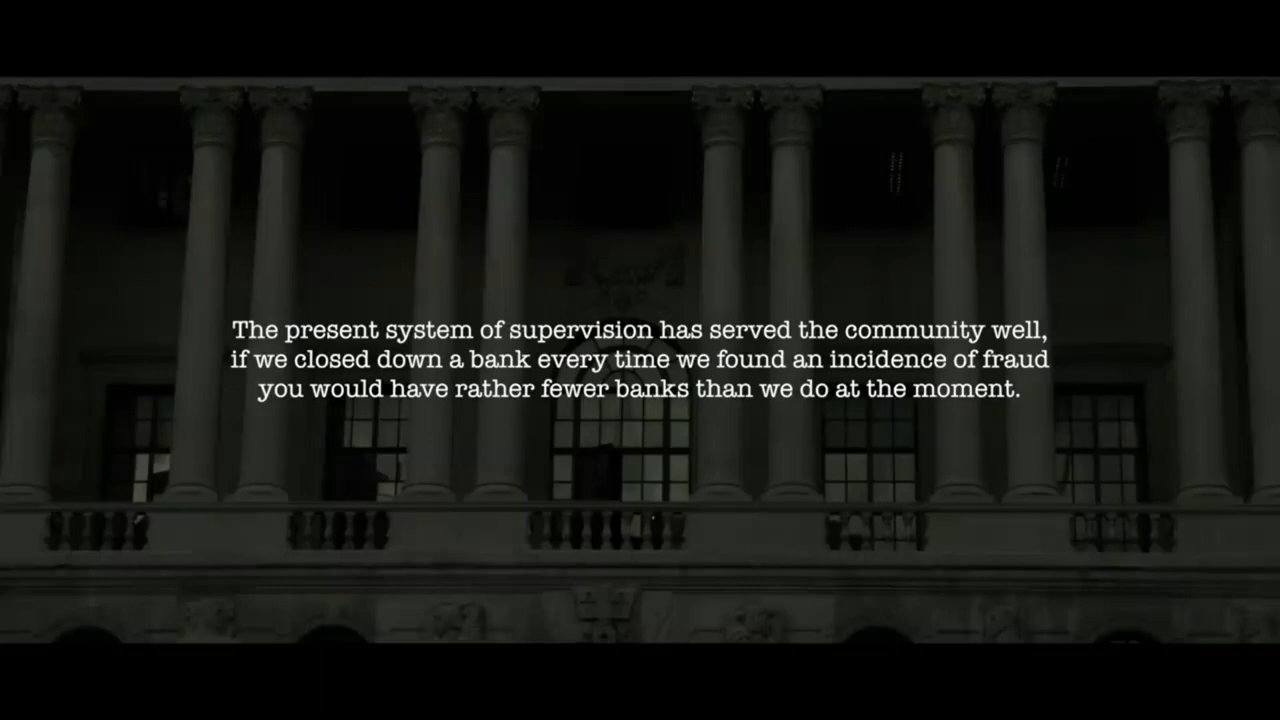 The present system of supervision has served the community well,
if we closed down a bank every time we found an incidence of fraud
you would have rather fewer banks than we do at the moment.